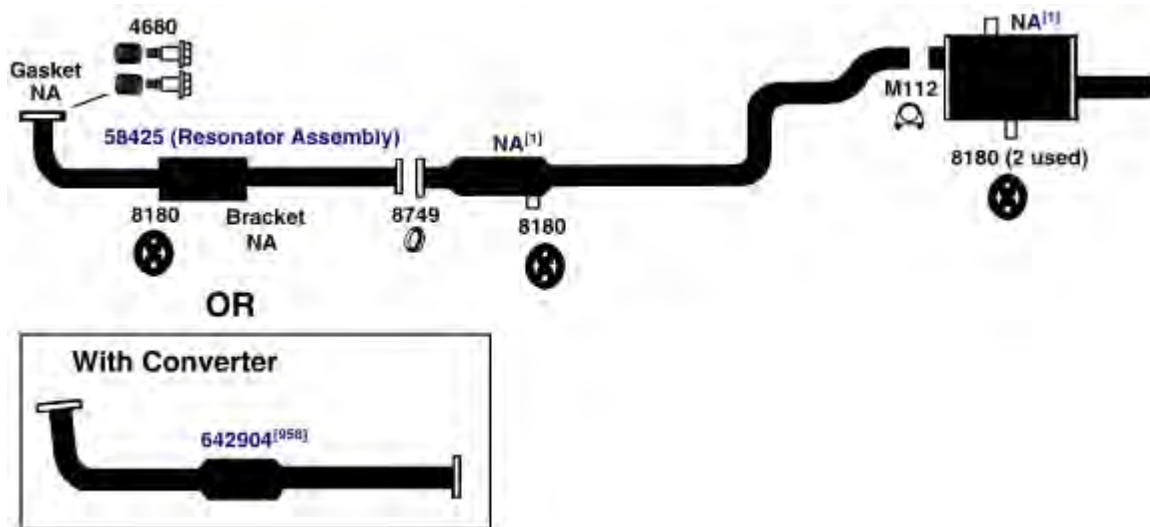 4680
Gasket
NA
NA[1]
M112
58425 (Resonator Assembly)
NA[1]
8180 (2 used)
8180
Bracket
NA
8749
8180
OR
With Converter
642904[958]